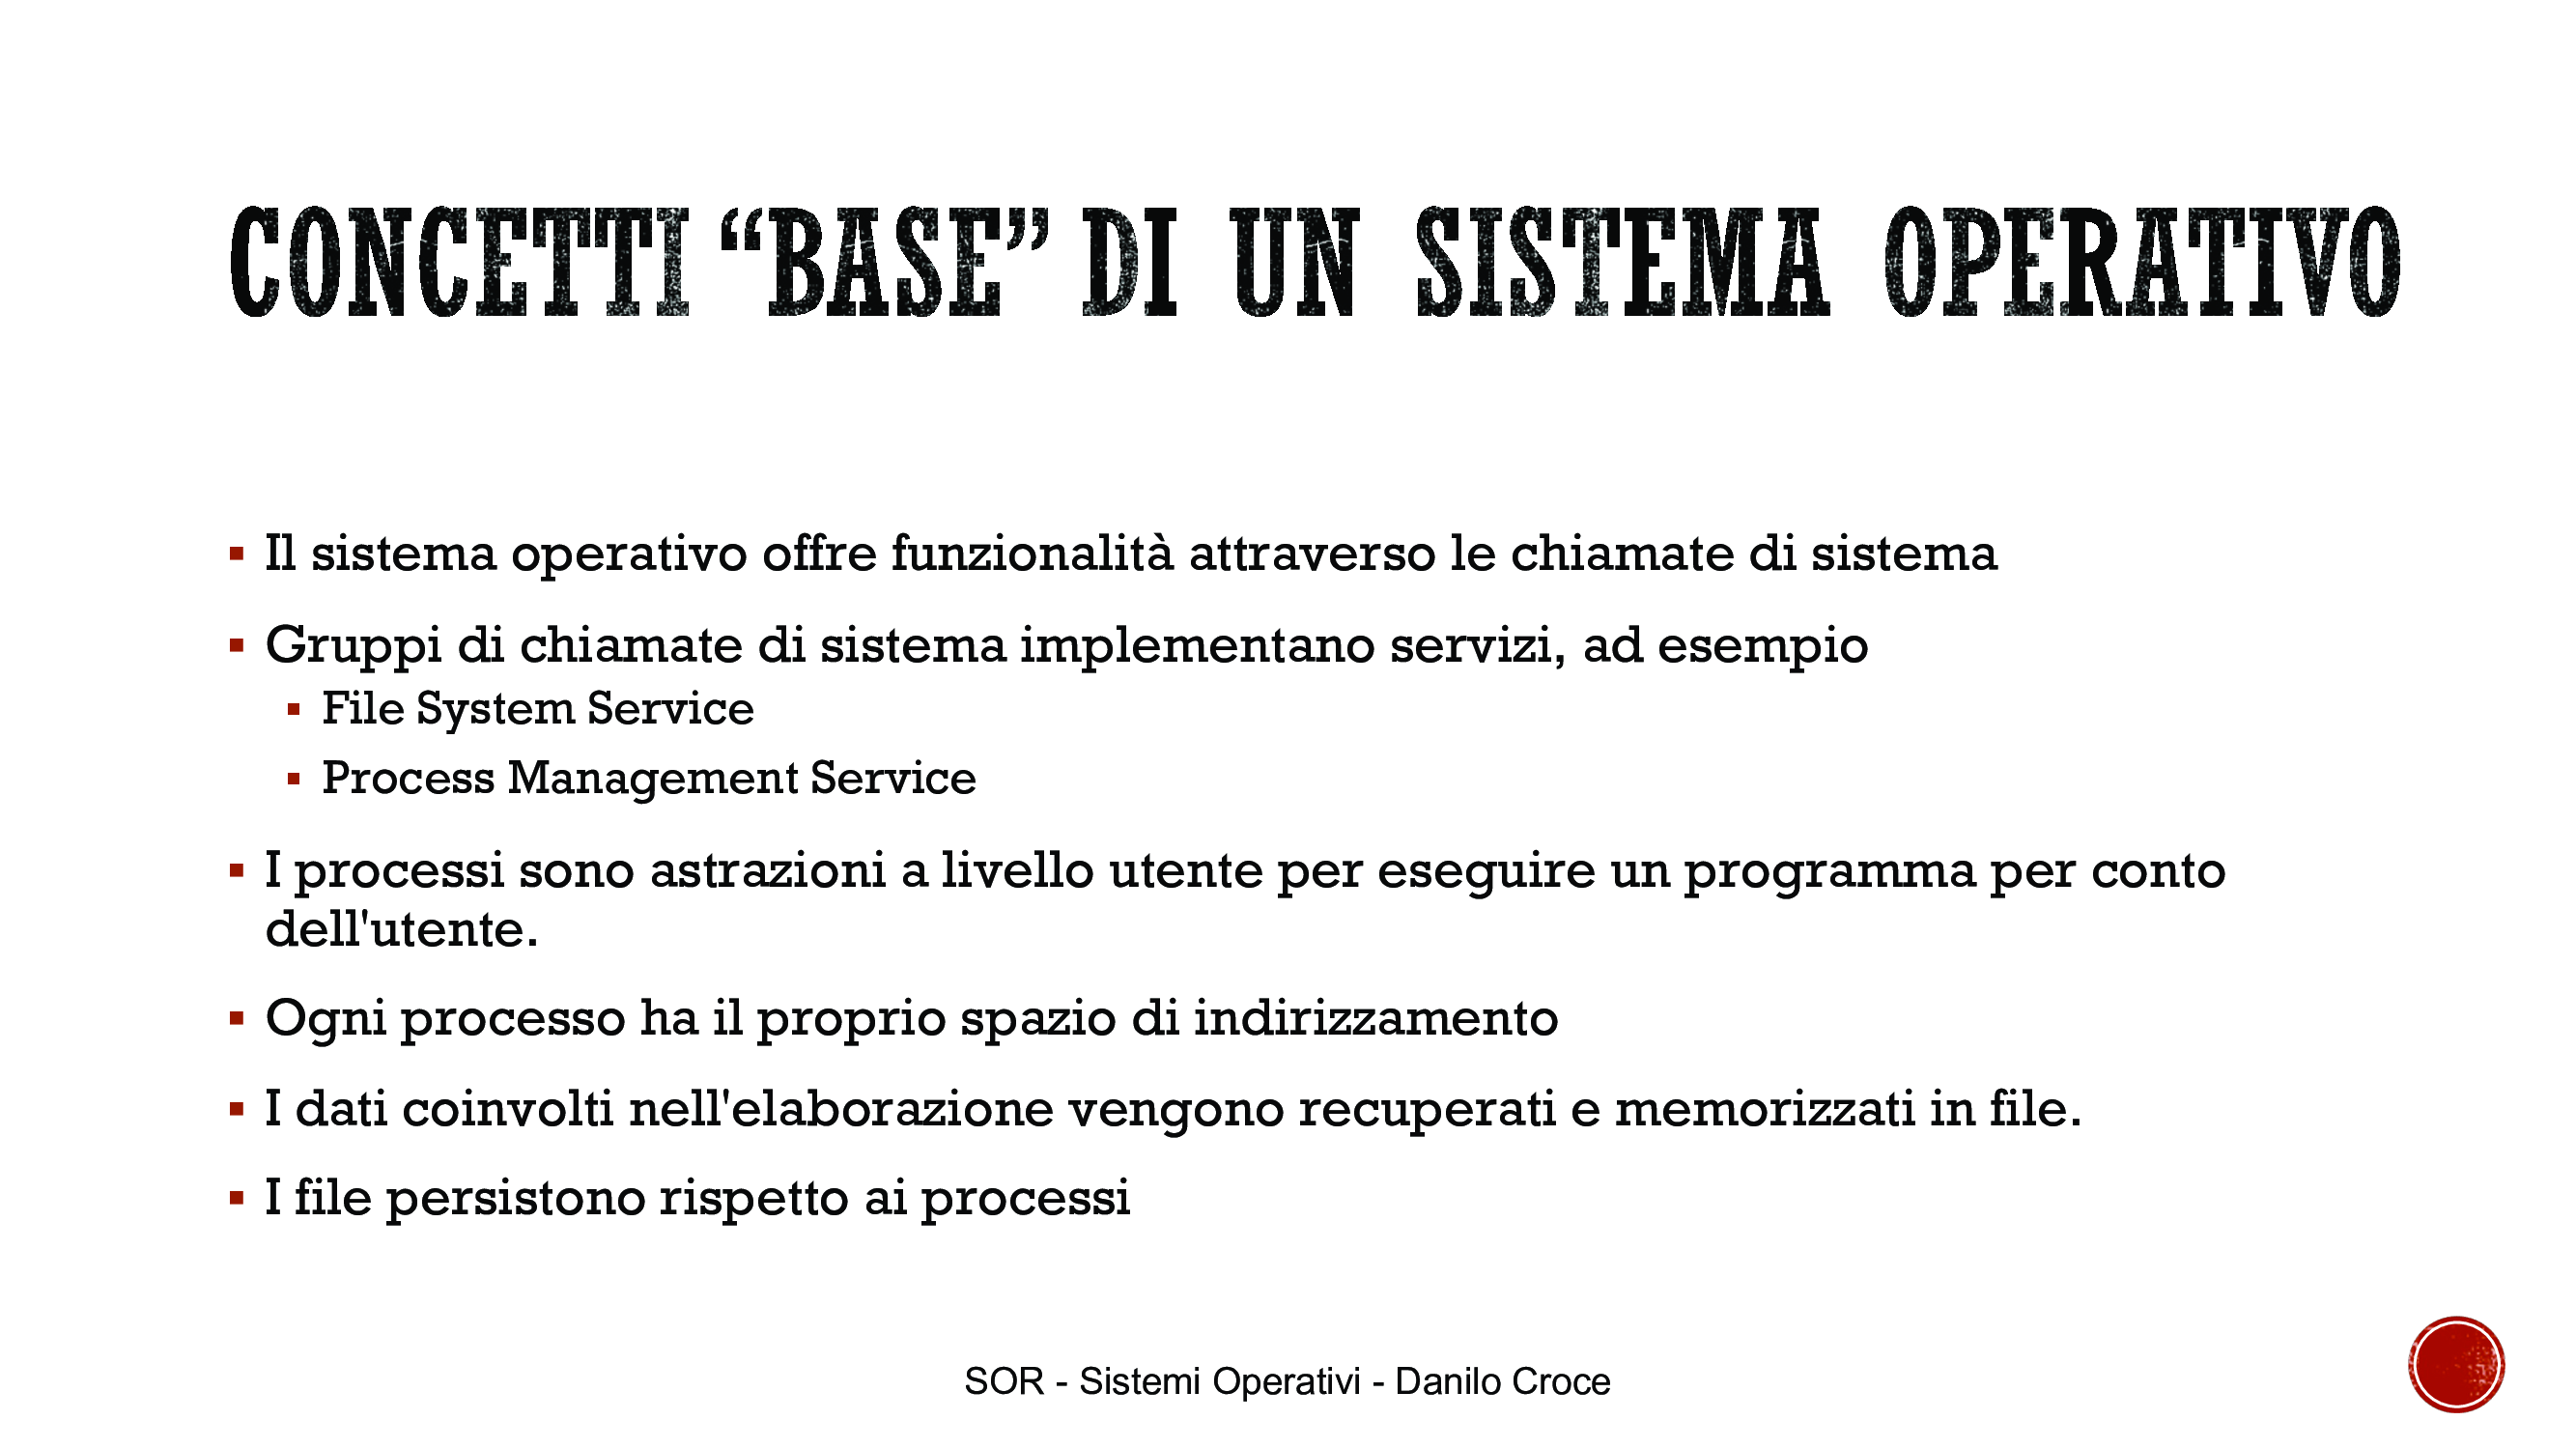 CONCETTI “BASE” DI UN SISTEMA OPERATIVO
▪ Il sistema operativo offre funzionalità attraverso le chiamate di sistema
▪ Gruppi di chiamate di sistema implementano servizi, ad esempio
▪ File System Service
▪ Process Management Service
▪ I processi sono astrazioni a livello utente per eseguire un programma per conto
dell'utente.
▪ Ogni processo ha il proprio spazio di indirizzamento
▪ I dati coinvolti nell'elaborazione vengono recuperati e memorizzati in file.
▪ I file persistono rispetto ai processi
SOR - Sistemi Operativi - Danilo Croce